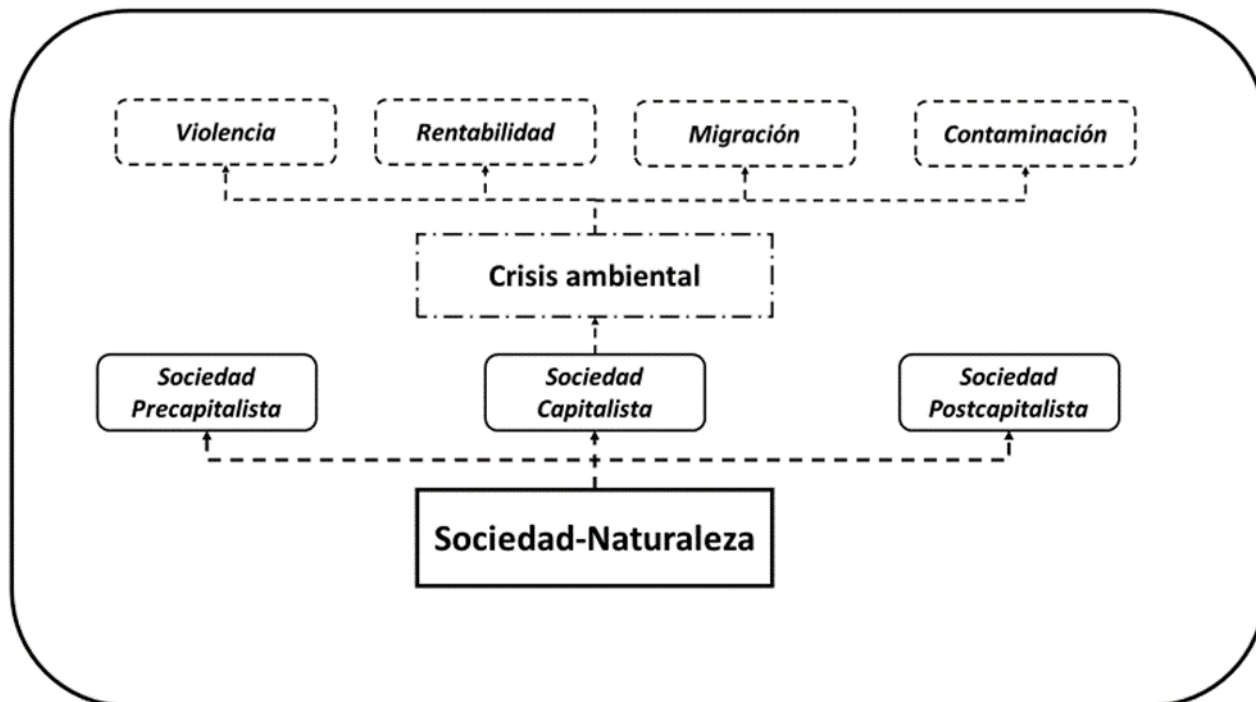 Violencia
Rentabilidad
Migración
Contaminación
Crisis ambiental
Sociedad
Precapitalista
Sociedad
Capitalista
Sociedad
Postcapitalista
Sociedad-Naturaleza